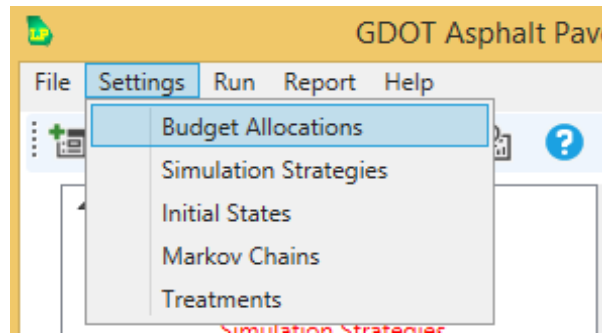 GDOT Asphalt Pav
File Settings Run Report Help
Budget Allocations
Simulation Strategies
Initial States
Markov Chains
Treatments
Simulation Strategies